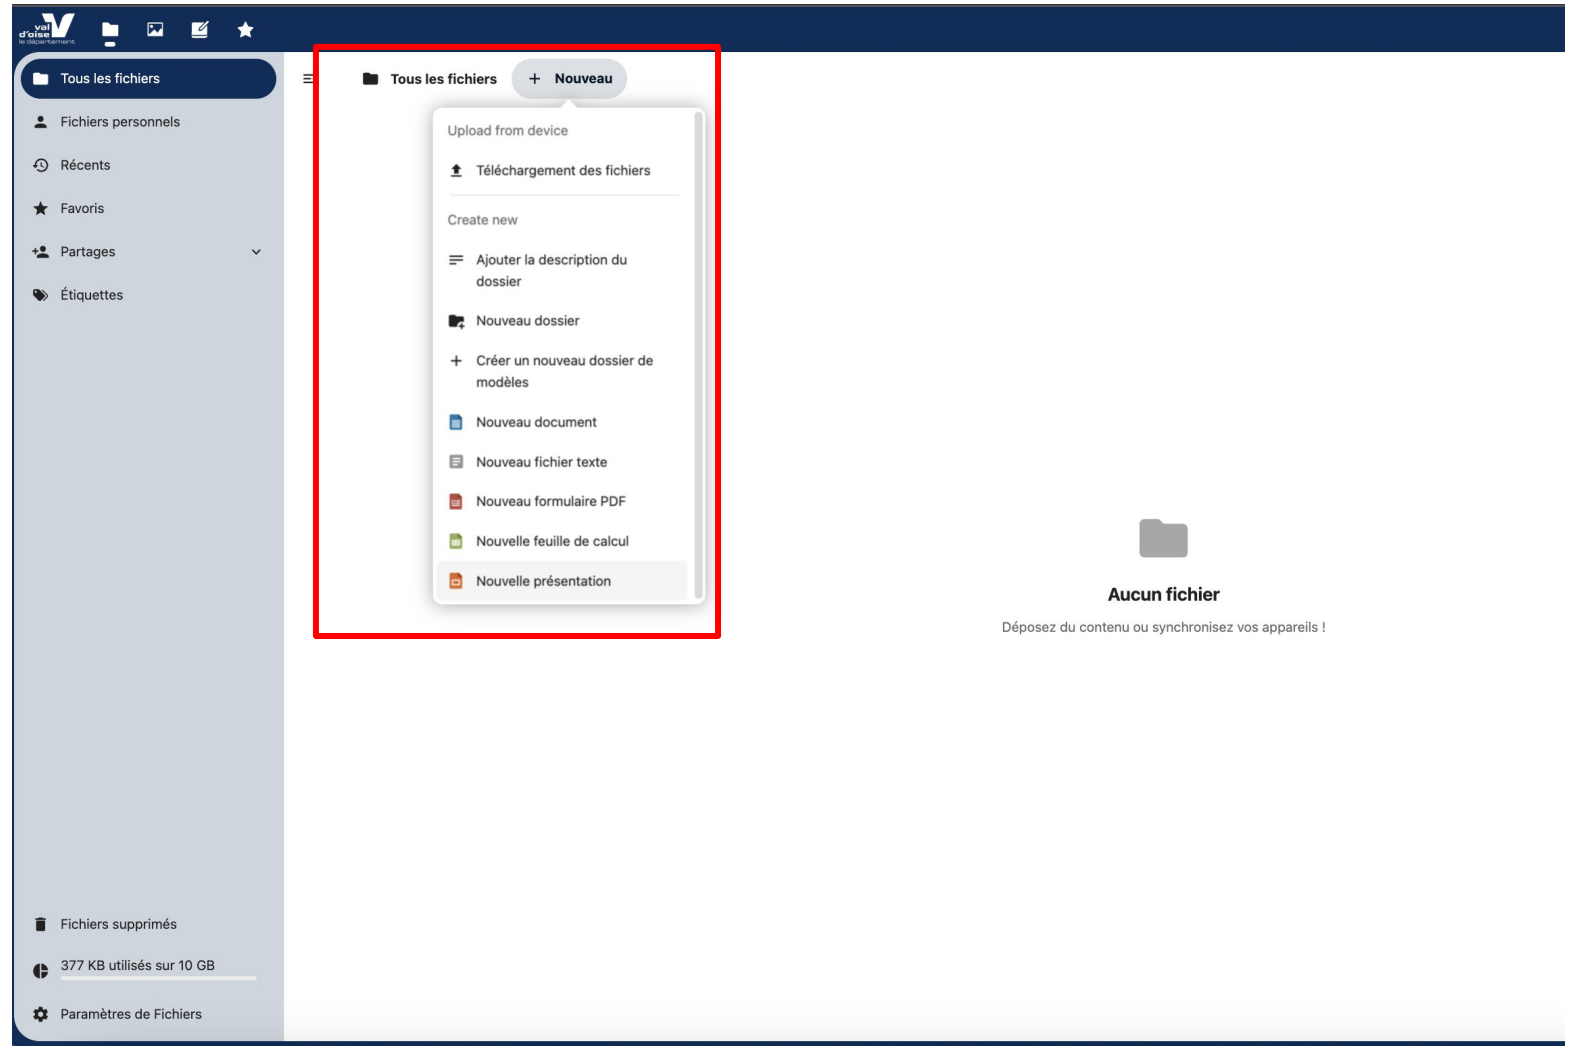 val
d'oise
le département
Tous les fichiers
Fichiers personnels
Récents
Favoris
Partages
Étiquettes
Fichiers supprimés
377 KB utilisés sur 10 GB
Paramètres de Fichiers
Tous les fichiers
+ Nouveau
Upload from device
Téléchargement des fichiers
Create new
Ajouter la description du
dossier
Nouveau dossier
Créer un nouveau dossier de
modèles
Nouveau document
Nouveau fichier texte
Nouveau formulaire PDF
Nouvelle feuille de calcul
Nouvelle présentation
Aucun fichier
Déposez du contenu ou synchronisez vos appareils !